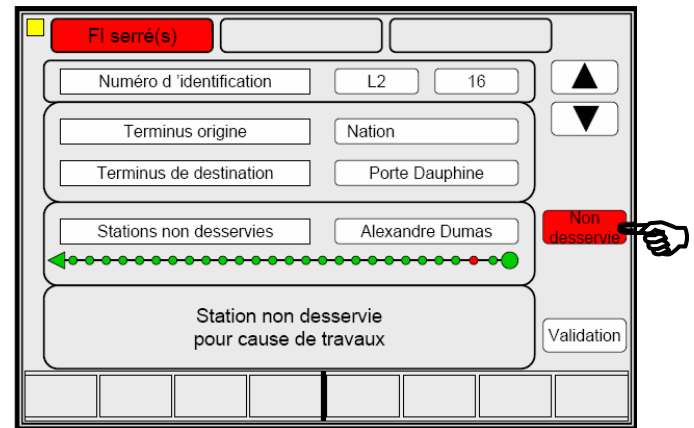 FI serré(s)
Numéro d 'identification L2 16
Terminus origine Nation
Terminus de destination Porte Dauphine
Stations non desservies Alexandre Dumas
Non
desservie
Station non desservie
pour cause de travaux
Validation